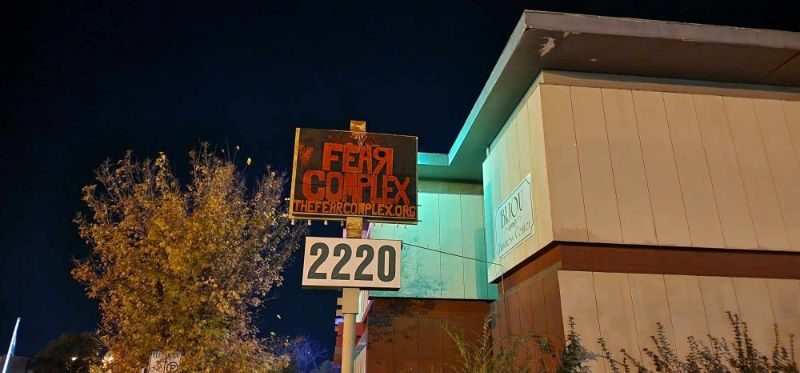 FEAR
COMPLEX
THEFEARCOMPLEX.ORG
2220
BIJOU